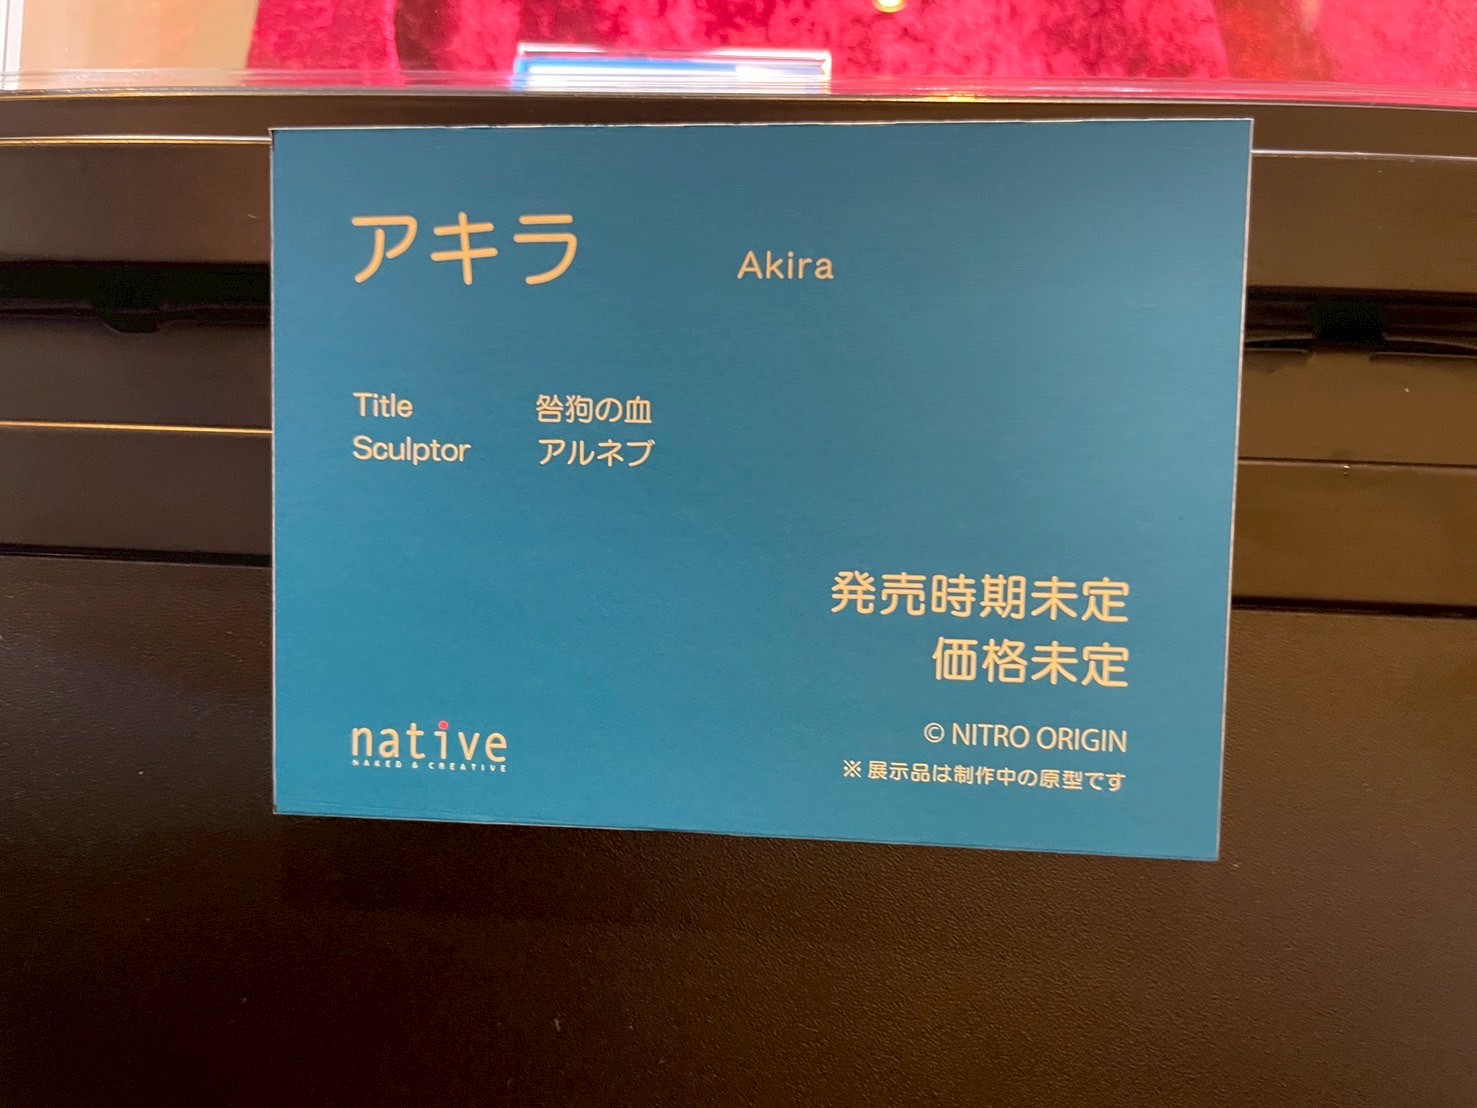 アキラ Akira
Title 咎狗の血
Sculptor アルネブ
発売時期未定
価格未定
native
NAKED & CREATIVE
© NITRO ORIGIN
※ 展示品は制作中の原型です